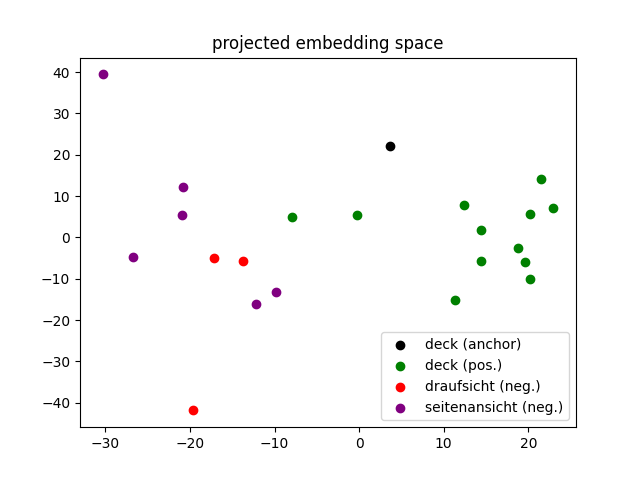 projected embedding space
40
30
20
10
0
−10
−20
−30
−40
−30 −20 −10 0 10 20
deck (anchor)
deck (pos.)
draufsicht (neg.)
seitenansicht (neg.)